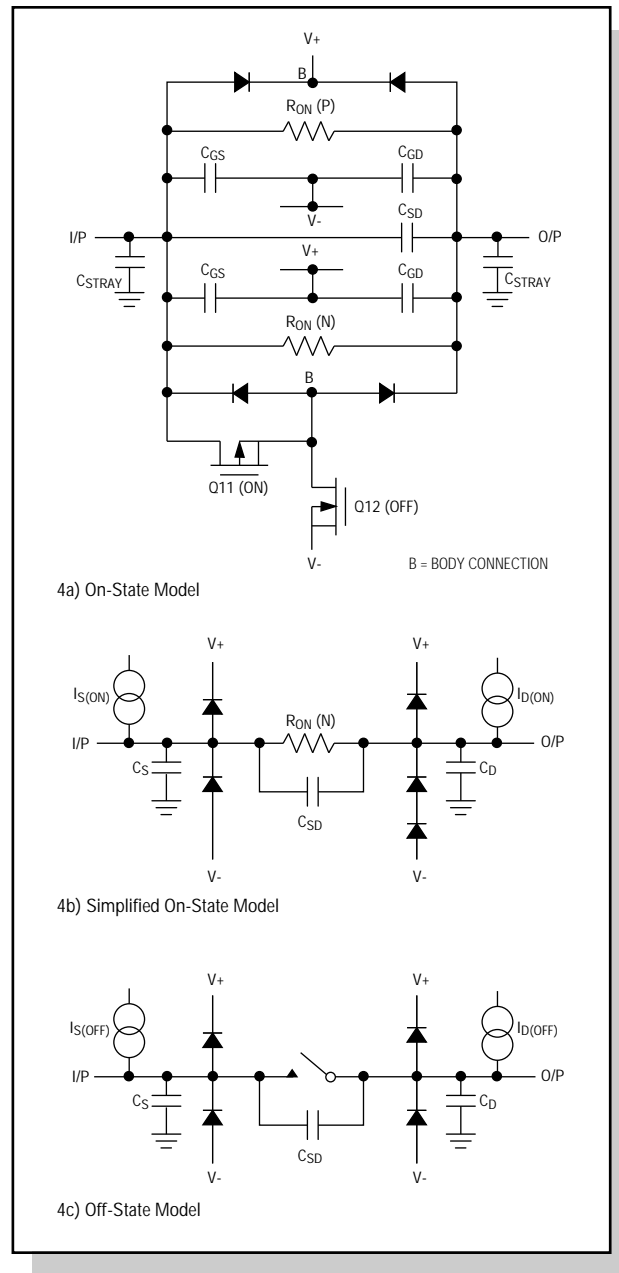 V+
B
RON (P)
CGS
CGD
V-
CSD
I/P
O/P
V+
CSTRAY
CSTRAY
CGS
CGD
RON (N)
B
Q11 (ON)
Q12 (OFF)
V-
B = BODY CONNECTION
4a) On-State Model
V+
V+
IS(ON)
RON (N)
ID(ON)
I/P
O/P
CS
CD
CSD
V-
V-
4b) Simplified On-State Model
V+
V+
IS(OFF)
ID(OFF)
I/P
O/P
CS
CD
CSD
V-
V-
4c) Off-State Model